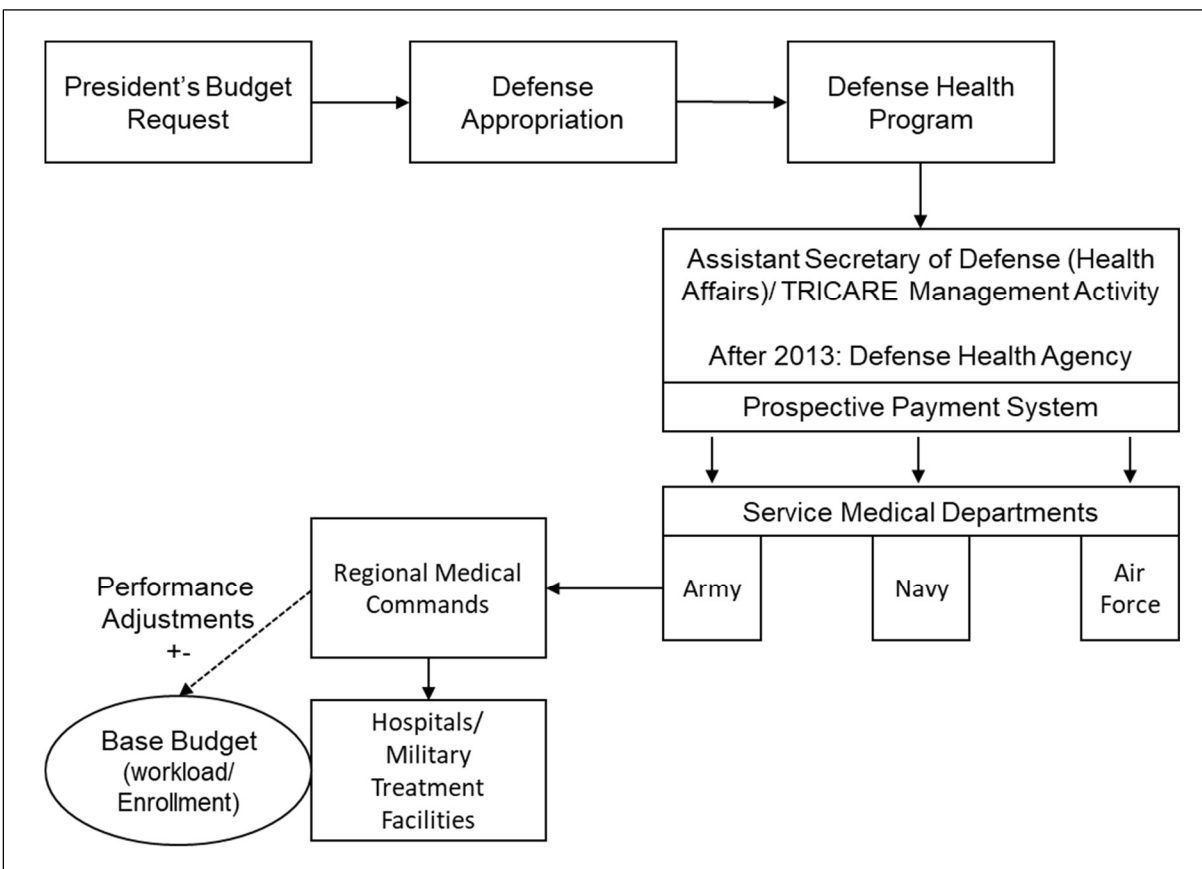 President's Budget
Request
Defense
Appropriation
Defense Health
Program
Assistant Secretary of Defense (Health
Affairs)/ TRICARE Management Activity
After 2013: Defense Health Agency
Prospective Payment System
Service Medical Departments
Army
Navy
Air
Force
Regional Medical
Commands
Performance
Adjustments
+-
Base Budget
(workload/
Enrollment)
Hospitals/
Military
Treatment
Facilities